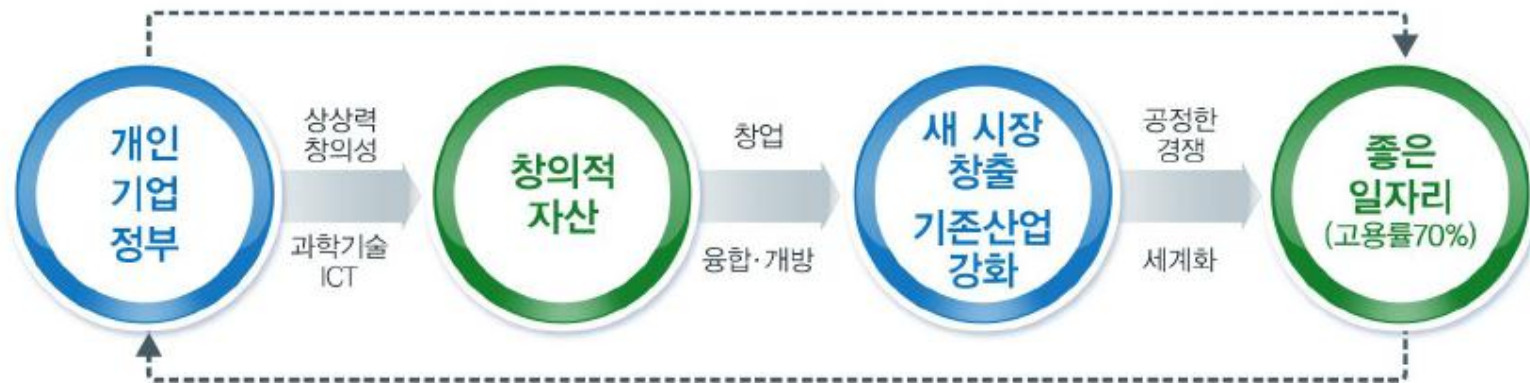 개인
기업
정부
상상력
창의성
과학기술
ICT
창의적
자산
창업
융합·개방
새 시장
창출
기존산업
강화
공정한
경쟁
세계화
좋은
일자리
(고용률70%)